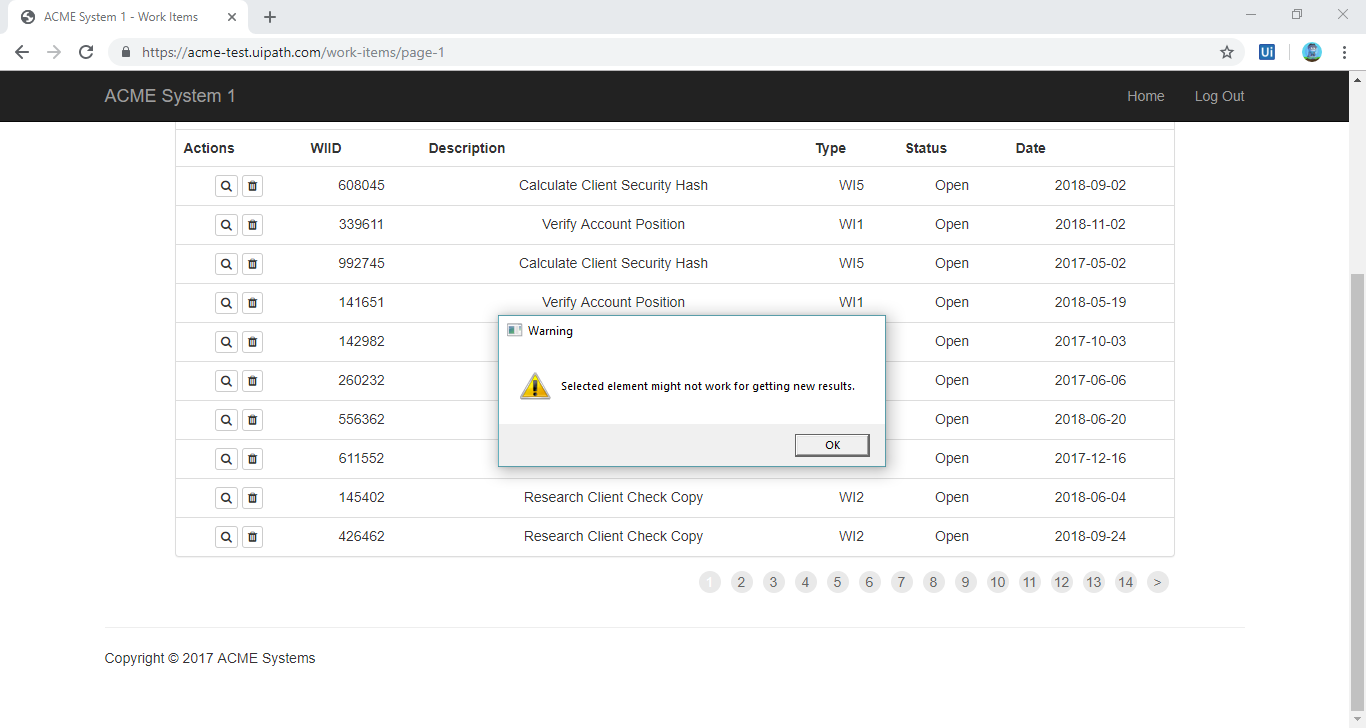 ACME System 1 - Work Items
https://acme-test.uipath.com/work-items/page-1
Ui
ACME System 1 Home Log Out
Actions WIID Description Type Status Date
608045 Calculate Client Security Hash WI5 Open 2018-09-02
339611 Verify Account Position WI1 Open 2018-11-02
992745 Calculate Client Security Hash WI5 Open 2017-05-02
141651 Verify Account Position WI1 Open 2018-05-19
142982 Open 2017-10-03
260232 Open 2017-06-06
556362 Open 2018-06-20
611552 Open 2017-12-16
145402 Research Client Check Copy WI2 Open 2018-06-04
426462 Research Client Check Copy WI2 Open 2018-09-24
Warning
Selected element might not work for getting new results.
OK
1 2 3 4 5 6 7 8 9 10 11 12 13 14 >
Copyright © 2017 ACME Systems